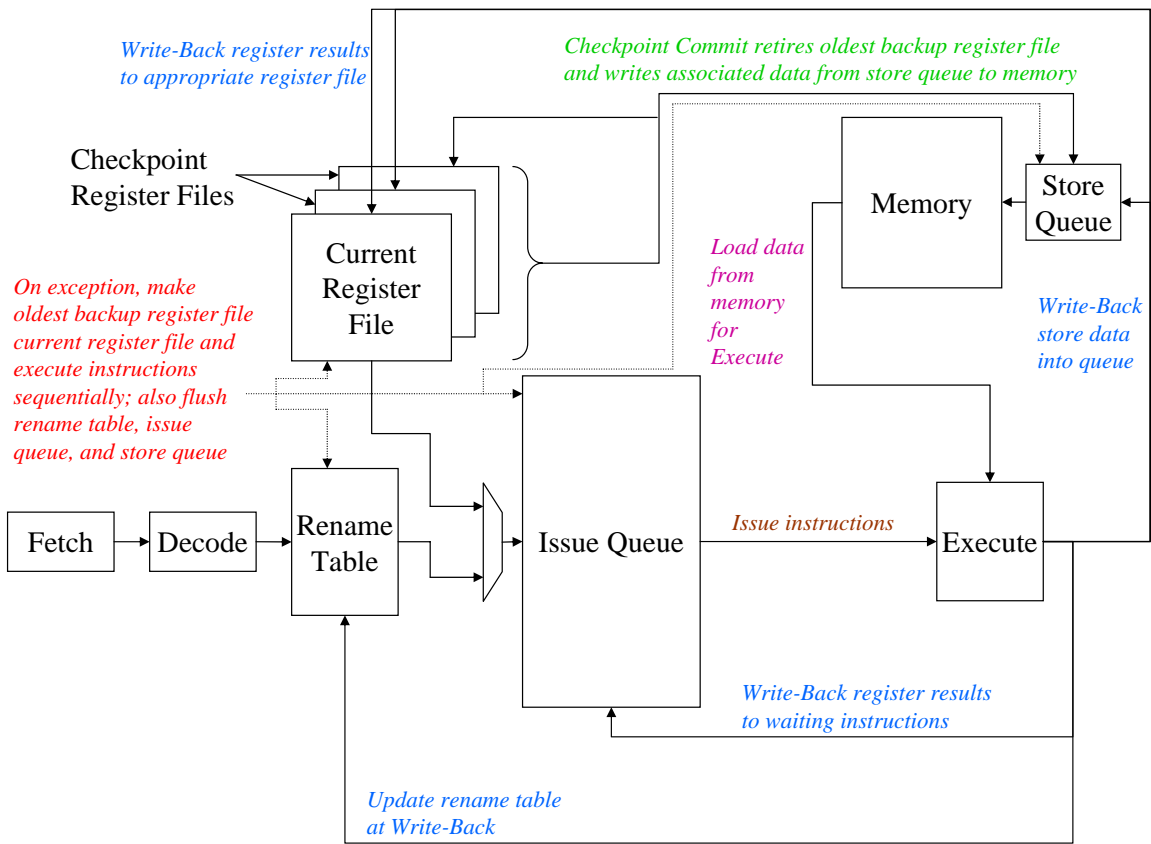 Write-Back register results
to appropriate register file
Checkpoint Commit retires oldest backup register file
and writes associated data from store queue to memory
Checkpoint
Register Files
Memory
Store
Queue
Current
Register
File
Load data
from
memory
for
Execute
On exception, make
oldest backup register file
current register file and
execute instructions
sequentially; also flush
rename table, issue
queue, and store queue
Write-Back
store data
into queue
Fetch
Decode
Rename
Table
Issue Queue
Issue instructions
Execute
Write-Back register results
to waiting instructions
Update rename table
at Write-Back